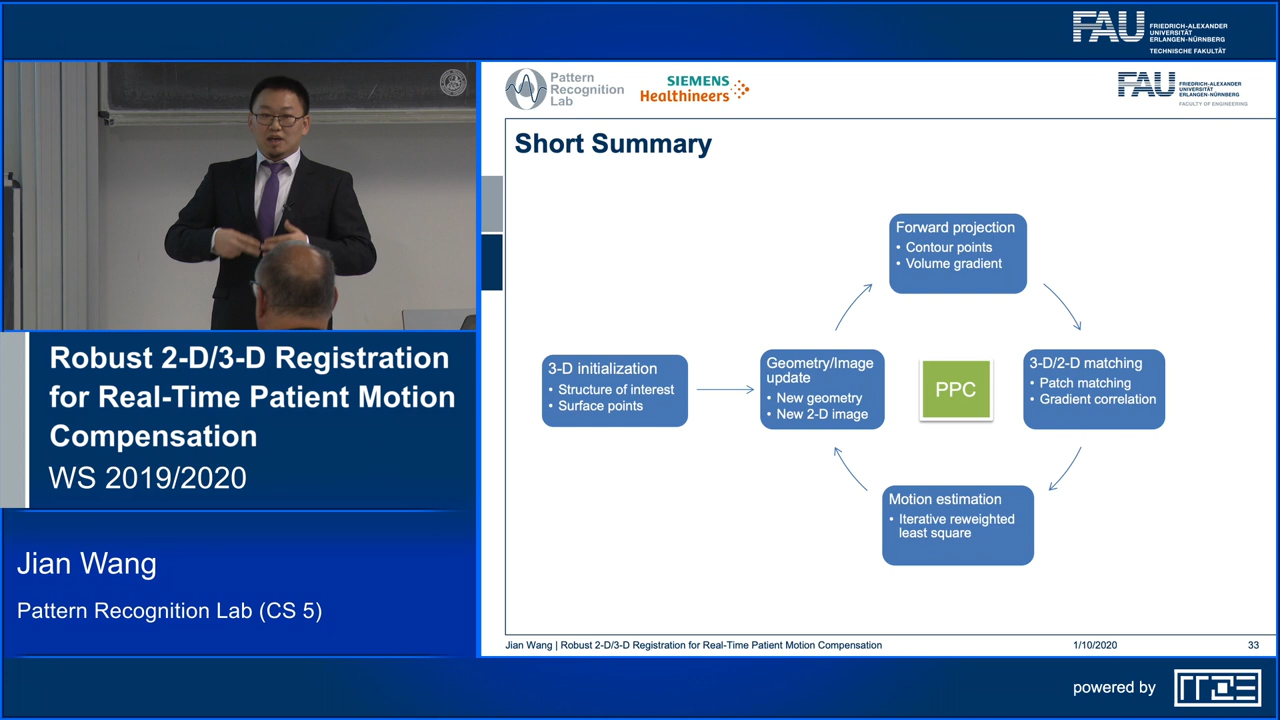 FAU
FRIEDRICH-ALEXANDER
UNIVERSITÄT
ERLANGEN-NÜRNBERG
TECHNISCHE FAKULTÄT
Pattern
Recognition
Lab
SIEMENS
Healthineers
FAU
FRIEDRICH-ALEXANDER
UNIVERSITÄT
ERLANGEN-NÜRNBERG
FACULTY OF ENGINEERING
Short Summary
Forward projection
• Contour points
• Volume gradient
3-D initialization
• Structure of interest
• Surface points
Geometry/Image
update
• New geometry
• New 2-D image
PPC
3-D/2-D matching
• Patch matching
• Gradient correlation
Motion estimation
• Iterative reweighted
least square
Jian Wang | Robust 2-D/3-D Registration for Real-Time Patient Motion Compensation
1/10/2020
33
Robust 2-D/3-D Registration
for Real-Time Patient Motion
Compensation
WS 2019/2020
Jian Wang
Pattern Recognition Lab (CS 5)
powered by
rrze